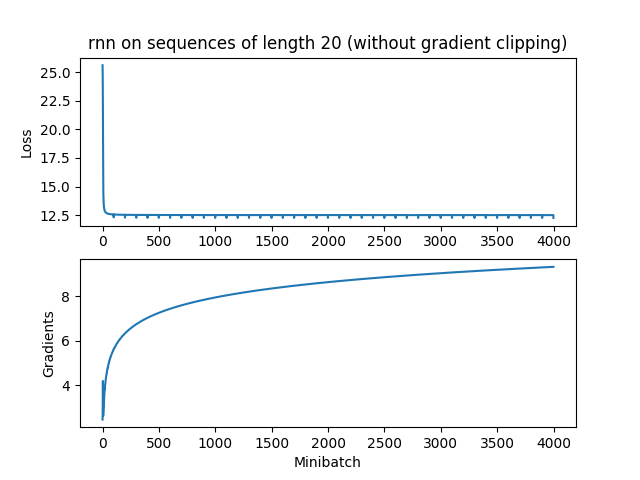 rnn on sequences of length 20 (without gradient clipping)
25.0
22.5
20.0
17.5
15.0
12.5
Loss
0 500 1000 1500 2000 2500 3000 3500 4000
8
6
4
Gradients
0 500 1000 1500 2000 2500 3000 3500 4000
Minibatch